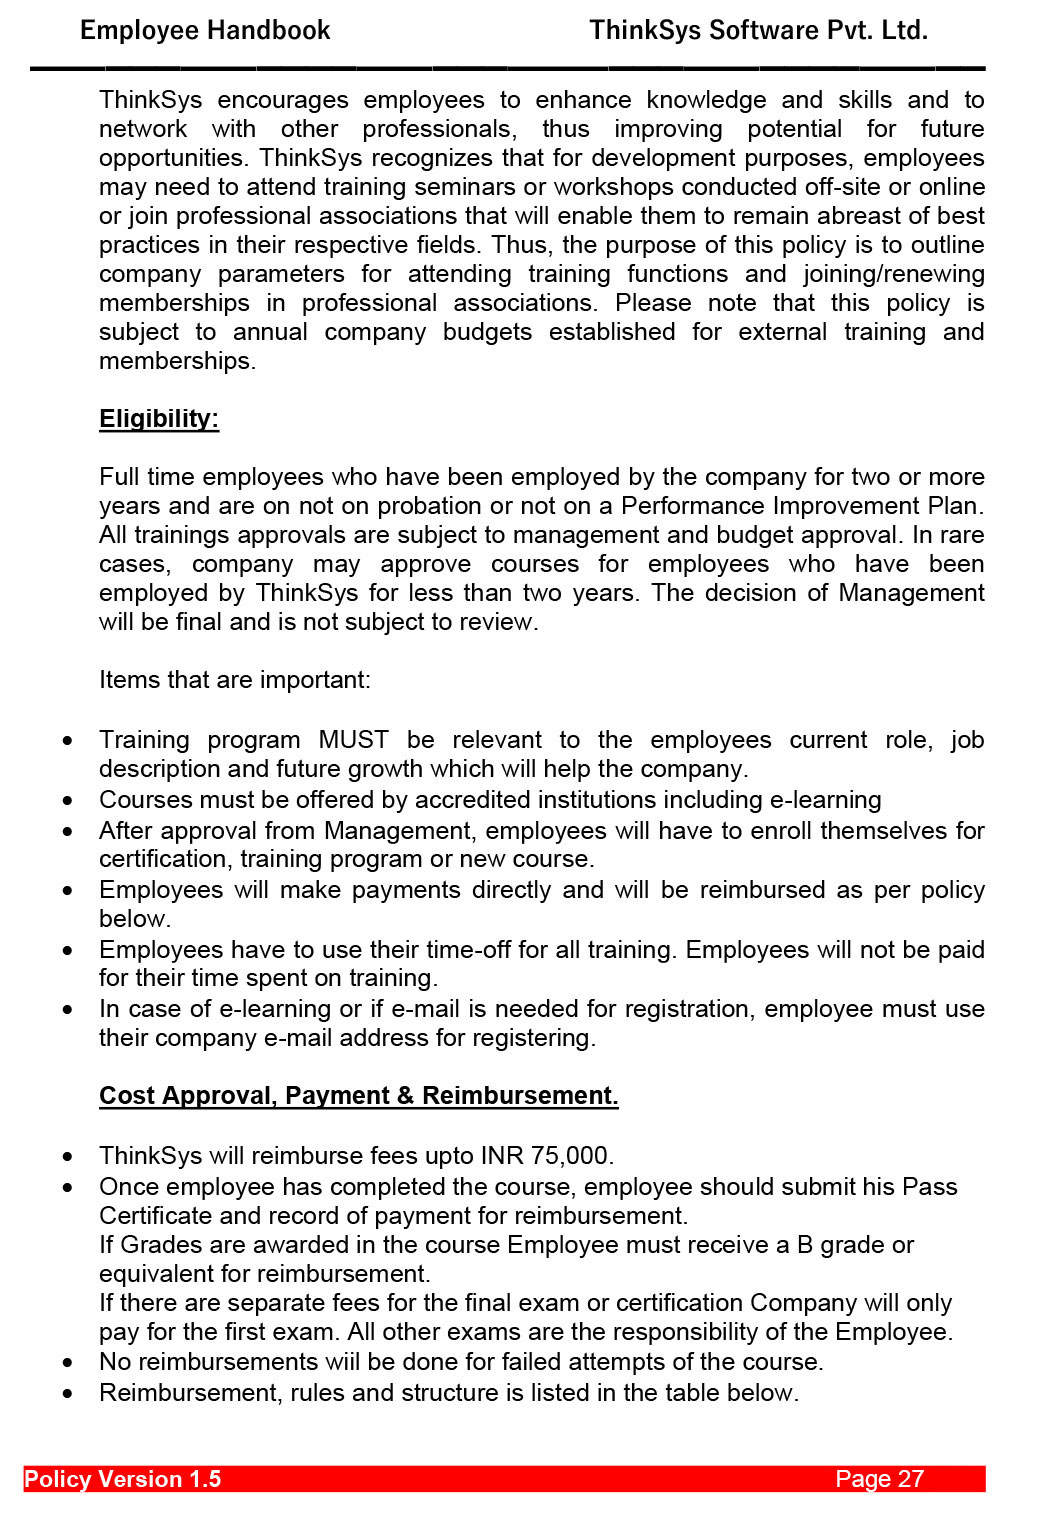 Employee Handbook ThinkSys Software Pvt. Ltd.
ThinkSys encourages employees to enhance knowledge and skills and to
network with other professionals, thus improving potential for future
opportunities. ThinkSys recognizes that for development purposes, employees
may need to attend training seminars or workshops conducted off-site or online
or join professional associations that will enable them to remain abreast of best
practices in their respective fields. Thus, the purpose of this policy is to outline
company parameters for attending training functions and joining/renewing
memberships in professional associations. Please note that this policy is
subject to annual company budgets established for external training and
memberships.
Eligibility:
Full time employees who have been employed by the company for two or more
years and are on not on probation or not on a Performance Improvement Plan.
All trainings approvals are subject to management and budget approval. In rare
cases, company may approve courses for employees who have been
employed by ThinkSys for less than two years. The decision of Management
will be final and is not subject to review.
Items that are important:
• Training program MUST be relevant to the employees current role, job
description and future growth which will help the company.
• Courses must be offered by accredited institutions including e-learning
• After approval from Management, employees will have to enroll themselves for
certification, training program or new course.
• Employees will make payments directly and will be reimbursed as per policy
below.
• Employees have to use their time-off for all training. Employees will not be paid
for their time spent on training.
• In case of e-learning or if e-mail is needed for registration, employee must use
their company e-mail address for registering.
Cost Approval, Payment & Reimbursement.
• ThinkSys will reimburse fees upto INR 75,000.
• Once employee has completed the course, employee should submit his Pass
Certificate and record of payment for reimbursement.
If Grades are awarded in the course Employee must receive a B grade or
equivalent for reimbursement.
If there are separate fees for the final exam or certification Company will only
pay for the first exam. All other exams are the responsibility of the Employee.
• No reimbursements wiil be done for failed attempts of the course.
• Reimbursement, rules and structure is listed in the table below.
Policy Version 1.5 Page 27